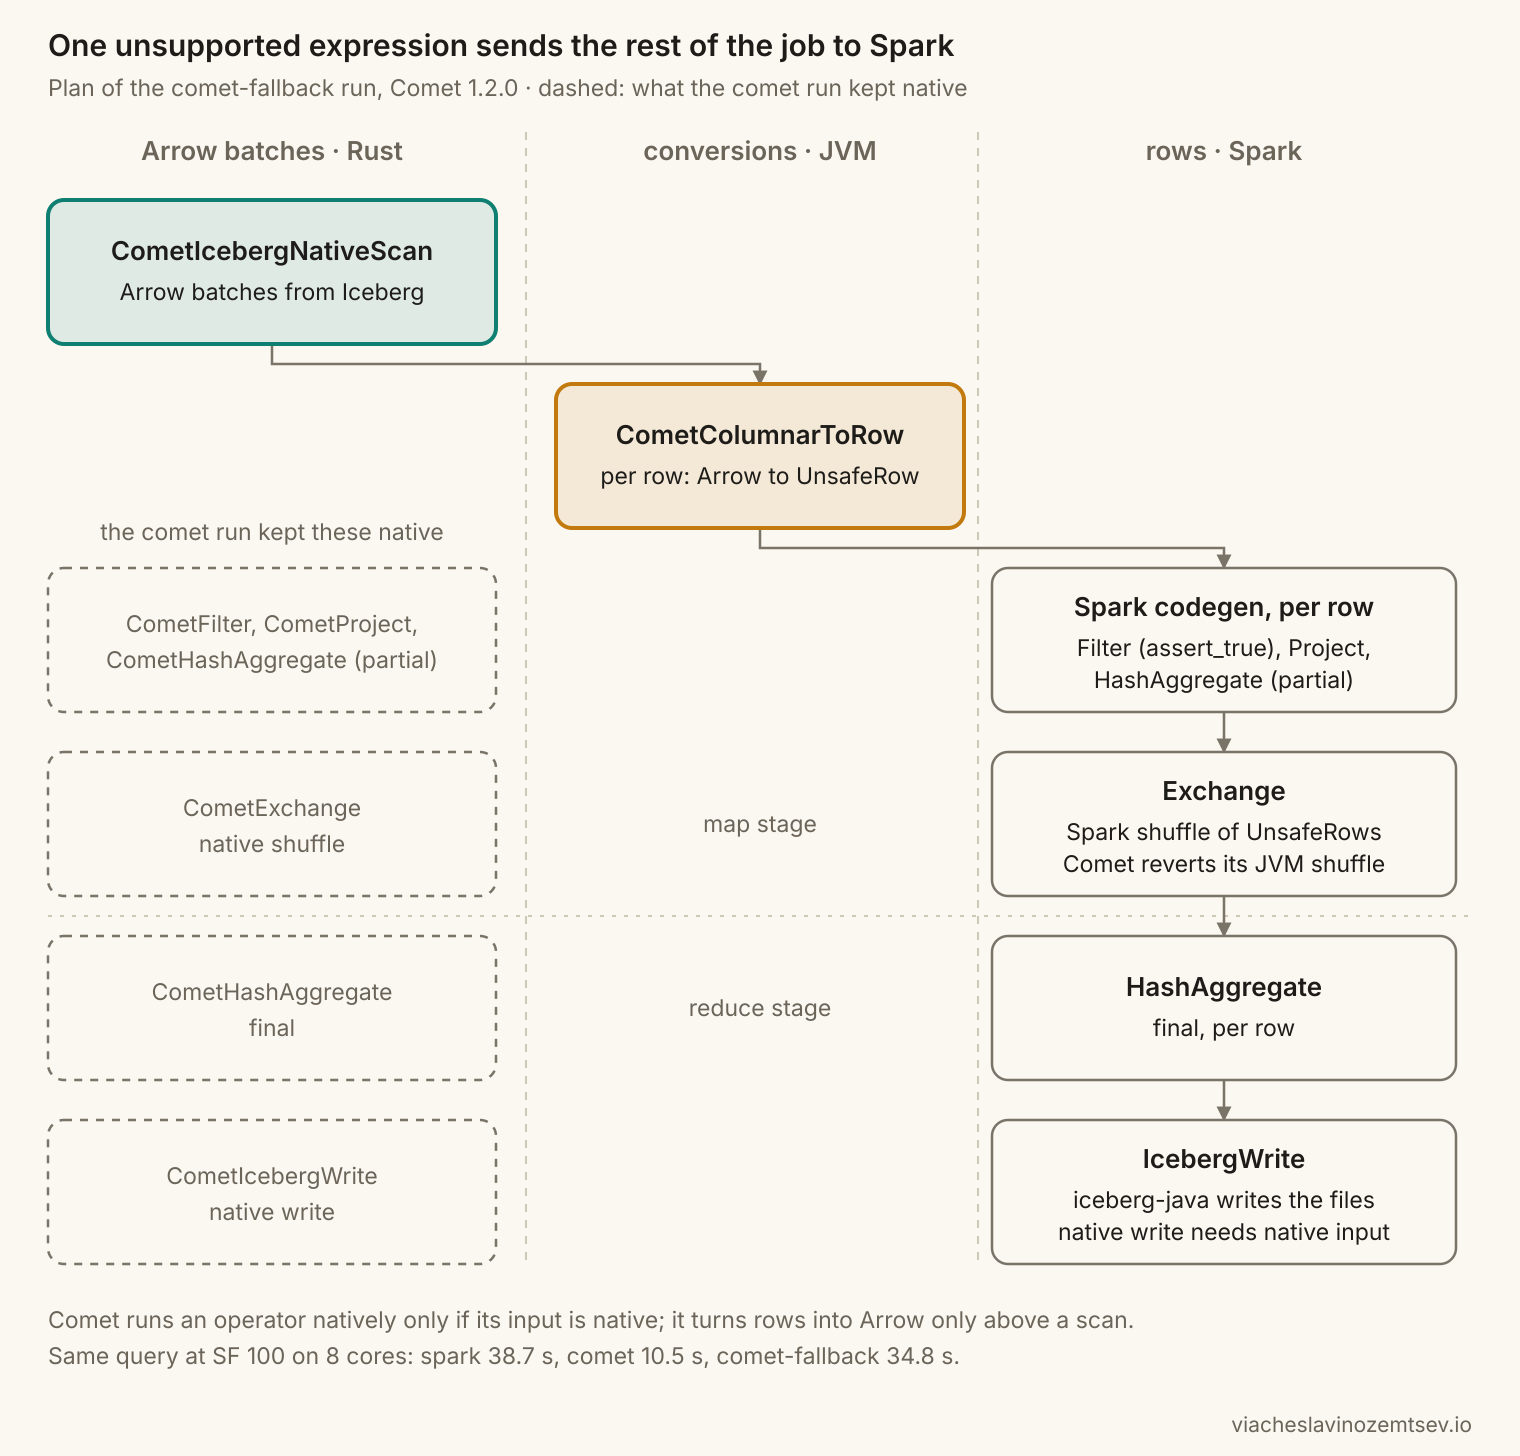 One unsupported expression sends the rest of the job to Spark
Plan of the comet-fallback run, Comet 1.2.0 · dashed: what the comet run kept native
Arrow batches · Rust
conversions · JVM
rows · Spark
CometIcebergNativeScan
Arrow batches from Iceberg
CometColumnarToRow
per row: Arrow to UnsafeRow
the comet run kept these native
CometFilter, CometProject,
CometHashAggregate (partial)
Spark codegen, per row
Filter (assert_true), Project,
HashAggregate (partial)
CometExchange
native shuffle
map stage
Exchange
Spark shuffle of UnsafeRows
Comet reverts its JVM shuffle
CometHashAggregate
final
reduce stage
HashAggregate
final, per row
CometIcebergWrite
native write
IcebergWrite
iceberg-java writes the files
native write needs native input
Comet runs an operator natively only if its input is native; it turns rows into Arrow only above a scan.
Same query at SF 100 on 8 cores: spark 38.7 s, comet 10.5 s, comet-fallback 34.8 s.
viacheslavinozemtsev.io